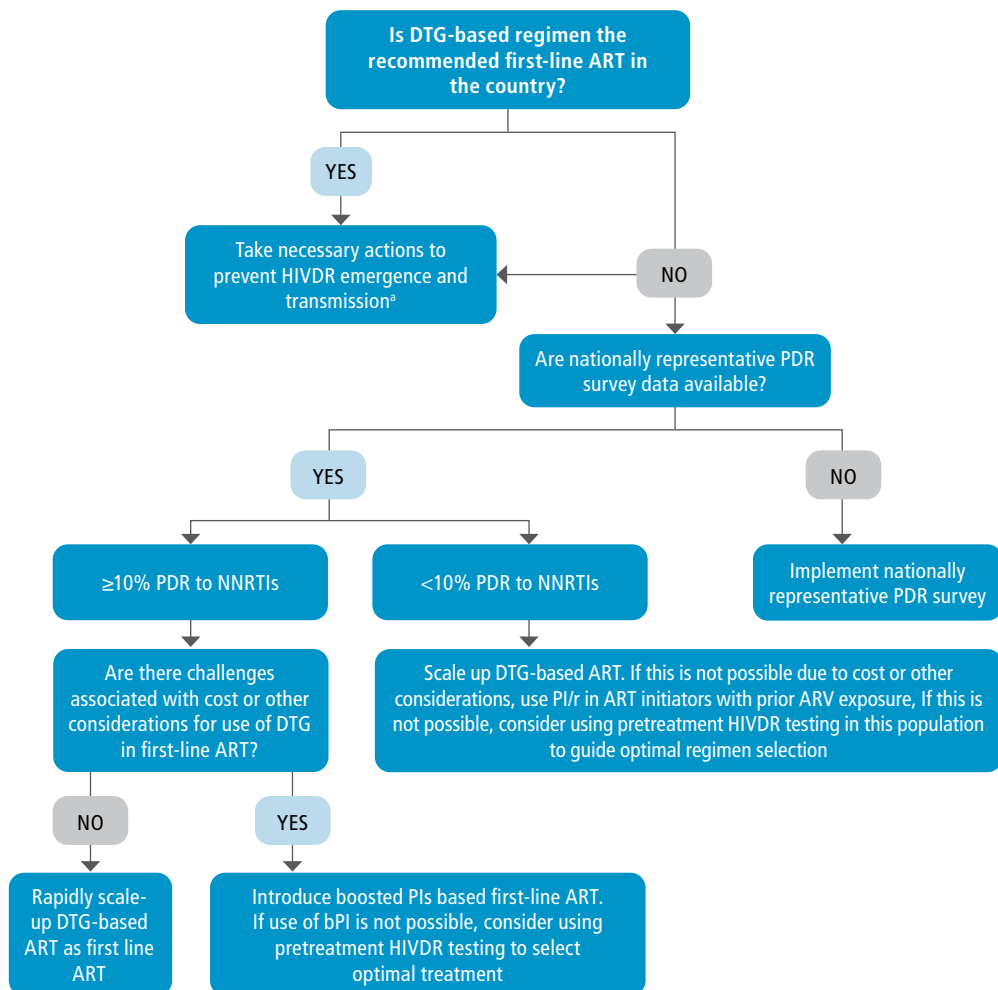 Is DTG-based regimen the
recommended first-line ART in
the country?
YES
Take necessary actions to
prevent HIVDR emergence and
transmissionᵃ
NO
Are nationally representative PDR
survey data available?
YES
NO
≥10% PDR to NNRTIs
<10% PDR to NNRTIs
Implement nationally
representative PDR survey
Are there challenges
associated with cost or other
considerations for use of DTG
in first-line ART?
Scale up DTG-based ART. If this is not possible due to cost or other
considerations, use PI/r in ART initiators with prior ARV exposure, If this is
not possible, consider using pretreatment HIVDR testing in this population
to guide optimal regimen selection
NO
YES
Rapidly scale-
up DTG-based
ART as first line
ART
Introduce boosted PIs based first-line ART.
If use of bPI is not possible, consider using
pretreatment HIVDR testing to select
optimal treatment